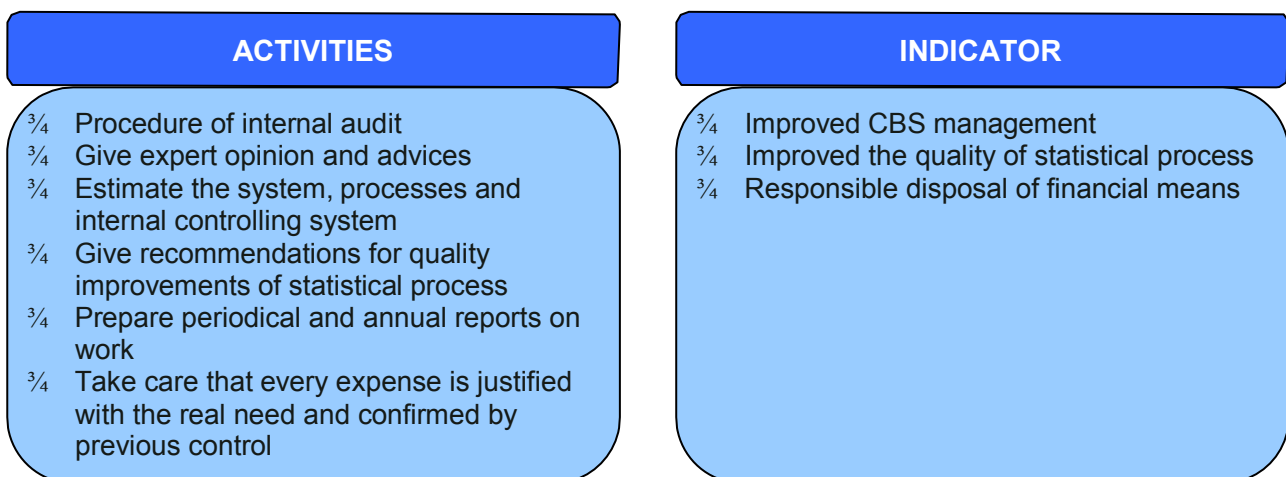 ACTIVITIES
¾ Procedure of internal audit
¾ Give expert opinion and advices
¾ Estimate the system, processes and
internal controlling system
¾ Give recommendations for quality
improvements of statistical process
¾ Prepare periodical and annual reports on
work
¾ Take care that every expense is justified
with the real need and confirmed by
previous control
INDICATOR
¾ Improved CBS management
¾ Improved the quality of statistical process
¾ Responsible disposal of financial means